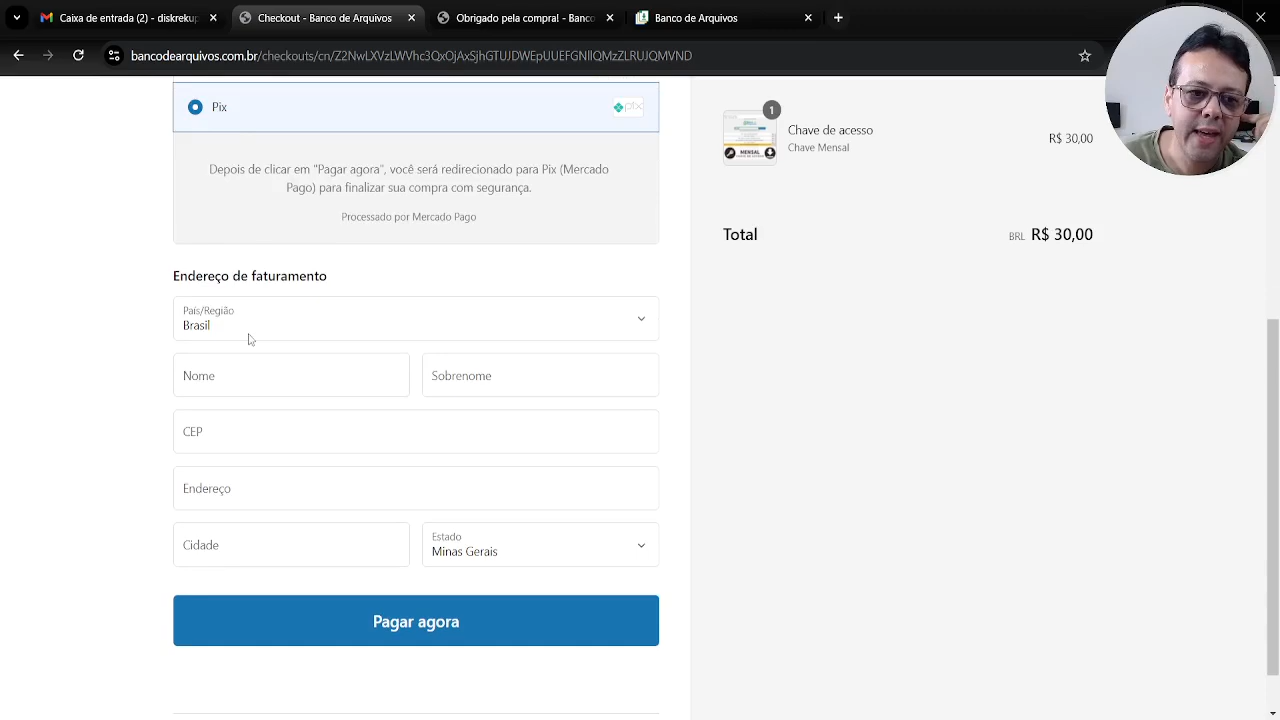 Caixa de entrada (2) - diskrekup
Checkout - Banco de Arquivos
Obrigado pela compra! - Banco
Banco de Arquivos
bancodearquivos.com.br/checkouts/cn/
Pix
pix
Depois de clicar em "Pagar agora", você será redirecionado para Pix (Mercado
Pago) para finalizar sua compra com segurança.
Processado por Mercado Pago
Endereço de faturamento
País/Região
Brasil
Nome
Sobrenome
CEP
Endereço
Cidade
Estado
Minas Gerais
Pagar agora
1
MENSAL
Chave de acesso
Chave Mensal
R$ 30,00
Total
BRL R$ 30,00